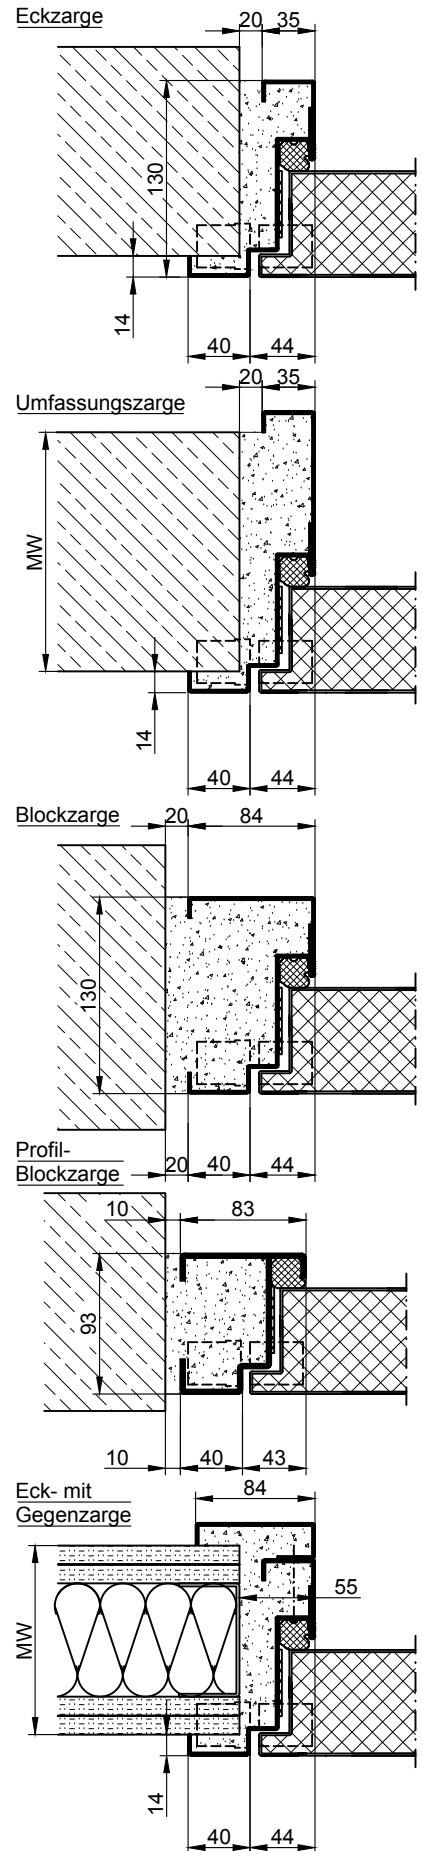 Eckzarge
20 35
130
14
40 44
20 35
Umfassungszarge
MW
14
40 44
Blockzarge 20 84
130
20 40 44
Profil-
Blockzarge
10 83
93
10 40 43
Eck- mit
Gegenzarge
84
55
MW
14
40 44